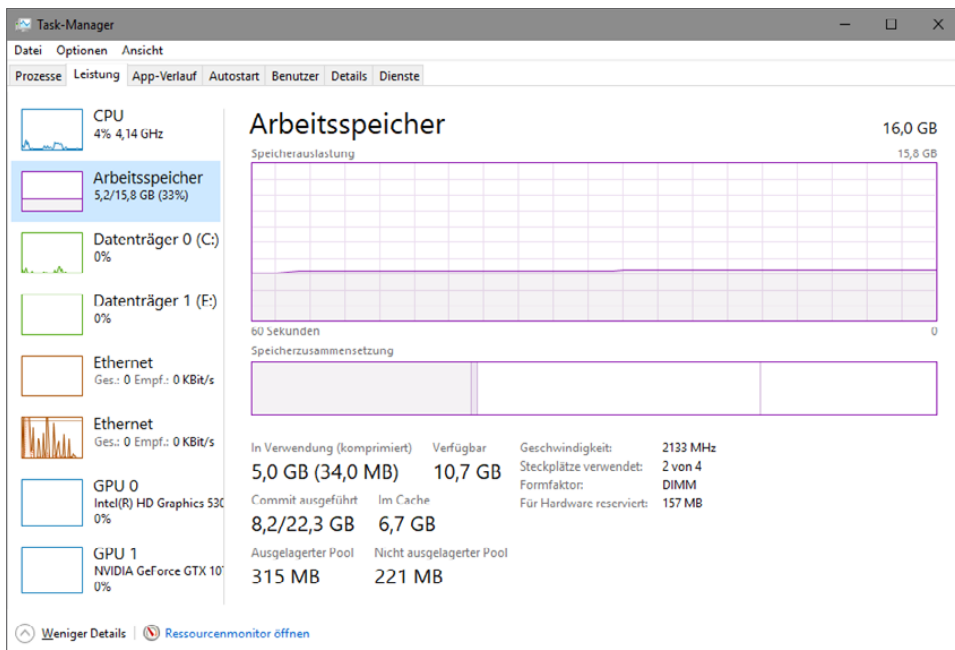 Task-Manager
Datei Optionen Ansicht
Prozesse Leistung App-Verlauf Autostart Benutzer Details Dienste
CPU
4% 4,14 GHz
Arbeitsspeicher
5,2/15,8 GB (33%)
Datenträger 0 (C:)
0%
Datenträger 1 (E:)
0%
Ethernet
Ges.: 0 Empf.: 0 KBit/s
Ethernet
Ges.: 0 Empf.: 0 KBit/s
GPU 0
Intel(R) HD Graphics 530
0%
GPU 1
NVIDIA GeForce GTX 10
0%
Arbeitsspeicher 16,0 GB
Speicherauslastung 15,8 GB
60 Sekunden 0
Speicherzusammensetzung
In Verwendung (komprimiert) Verfügbar
5,0 GB (34,0 MB) 10,7 GB
Commit ausgeführt Im Cache
8,2/22,3 GB 6,7 GB
Ausgelagerter Pool Nicht ausgelagerter Pool
315 MB 221 MB
Geschwindigkeit: 2133 MHz
Steckplätze verwendet: 2 von 4
Formfaktor: DIMM
Für Hardware reserviert: 157 MB
Weniger Details Ressourcenmonitor öffnen